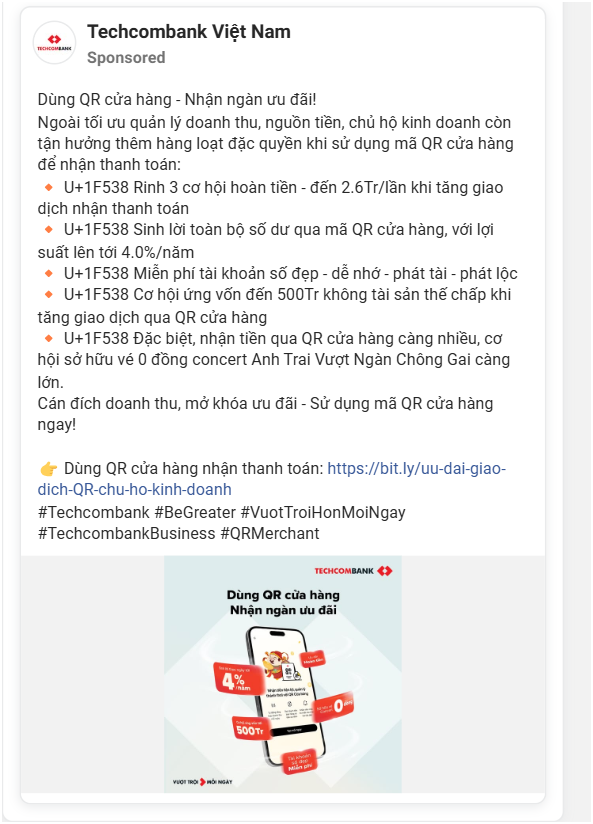 Techcombank Việt Nam
TECHCOMBANK
Sponsored
Dùng QR cửa hàng - Nhận ngàn ưu đãi!
Ngoài tối ưu quản lý doanh thu, nguồn tiền, chủ hộ kinh doanh còn
tận hưởng thêm hàng loạt đặc quyền khi sử dụng mã QR cửa hàng
để nhận thanh toán:
🔸 U+1F538 Rinh 3 cơ hội hoàn tiền - đến 2.6Tr/lần khi tăng giao
dịch nhận thanh toán
🔸 U+1F538 Sinh lời toàn bộ số dư qua mã QR cửa hàng, với lợi
suất lên tới 4.0%/năm
🔸 U+1F538 Miễn phí tài khoản số đẹp - dễ nhớ - phát tài - phát lộc
🔸 U+1F538 Cơ hội ứng vốn đến 500Tr không tài sản thế chấp khi
tăng giao dịch qua QR cửa hàng
🔸 U+1F538 Đặc biệt, nhận tiền qua QR cửa hàng càng nhiều, cơ
hội sở hữu vé 0 đồng concert Anh Trai Vượt Ngàn Chông Gai càng
lớn.
Cán đích doanh thu, mở khóa ưu đãi - Sử dụng mã QR cửa hàng
ngay!
👉 Dùng QR cửa hàng nhận thanh toán: https://bit.ly/uu-dai-giao-
dich-QR-chu-ho-kinh-doanh
#Techcombank #BeGreater #VuotTroiHonMoiNgay
#TechcombankBusiness #QRMerchant
TECHCOMBANK
Dùng QR cửa hàng
Nhận ngàn ưu đãi
4%
/năm
0 đồng
500Tr
Tài khoản
số đẹp
Miễn phí
VƯỢT TRỘI MỖI NGÀY